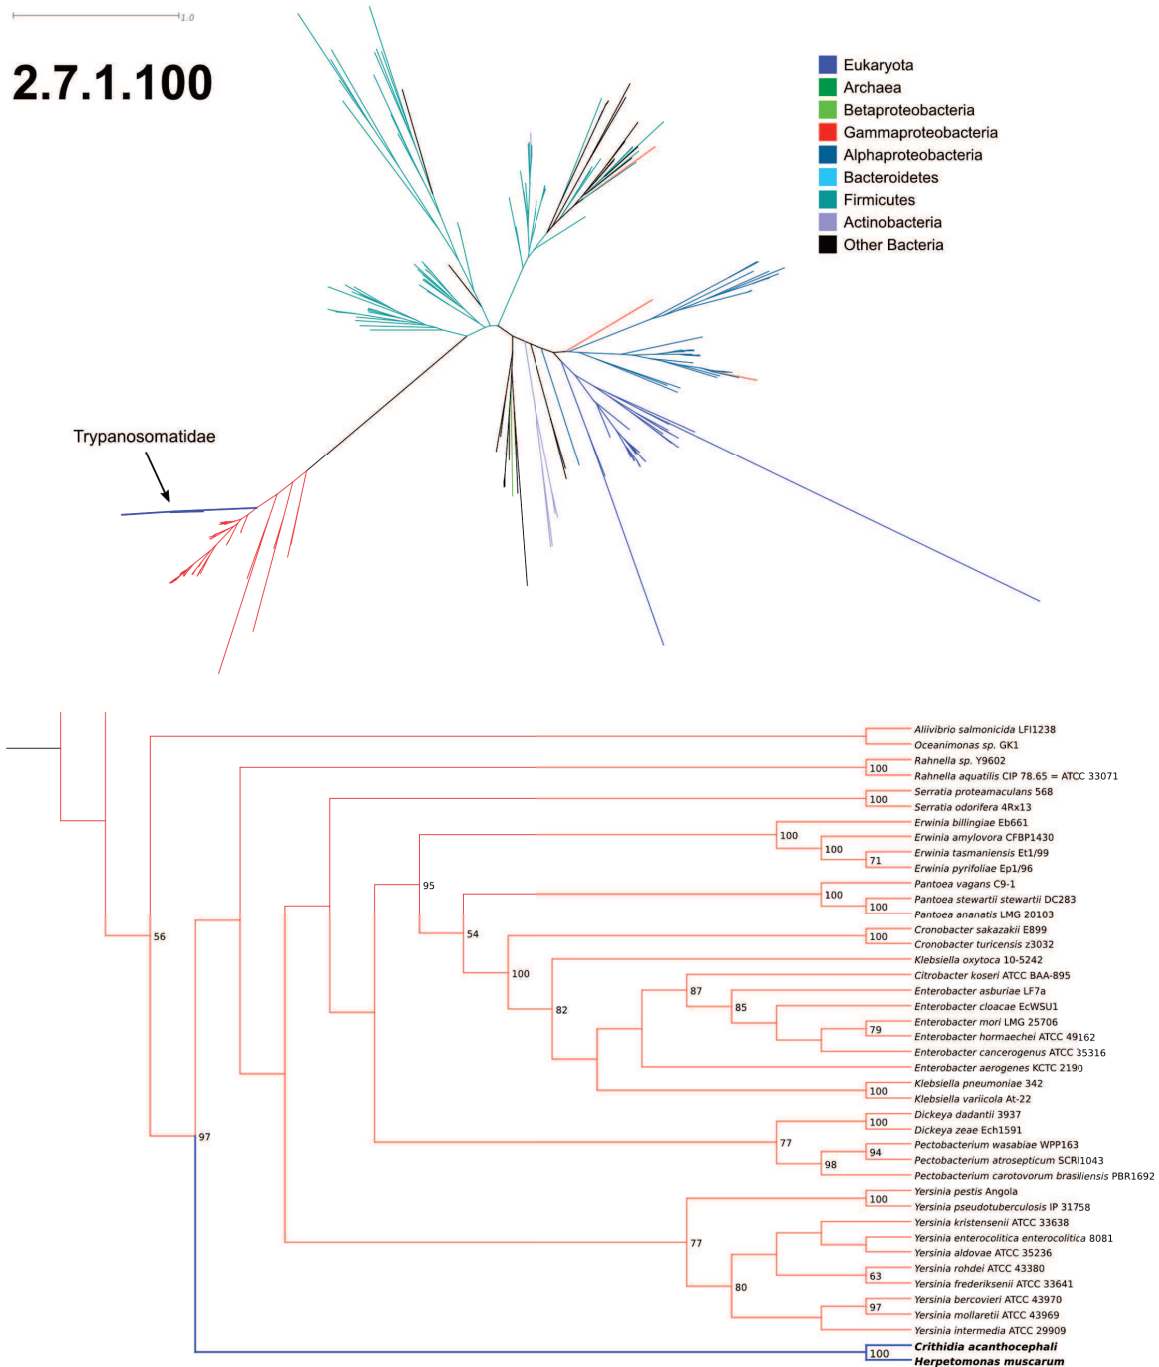 1.0
2.7.1.100
Eukaryota
Archaea
Betaproteobacteria
Gammaproteobacteria
Alphaproteobacteria
Bacteroidetes
Firmicutes
Actinobacteria
Other Bacteria
Trypanosomatidae
Aliivibrio salmonicida LFI1238
Oceanimonas sp. GK1
Rahnella sp. Y9602
100
Rahnella aquatilis CIP 78.65 = ATCC 33071
Serratia proteamaculans 568
100
Serratia odorifera 4Rx13
Erwinia billingiae Eb661
100
Erwinia amylovora CFBP1430
100
Erwinia tasmaniensis Et1/99
71
Erwinia pyrifoliae Ep1/96
95
Pantoea vagans C9-1
100
Pantoea stewartii stewartii DC283
100
Pantoea ananatis LMG 20103
54
56
Cronobacter sakazakii E899
100
Cronobacter turicensis z3032
Klebsiella oxytoca 10-5242
100
Citrobacter koseri ATCC BAA-895
87
Enterobacter asburiae LF7a
85
82
Enterobacter cloacae EcWSU1
Enterobacter mori LMG 25706
79
Enterobacter hormaechei ATCC 49162
Enterobacter cancerogenus ATCC 35316
Enterobacter aerogenes KCTC 2190
Klebsiella pneumoniae 342
100
Klebsiella variicola At-22
Dickeya dadantii 3937
100
Dickeya zeae Ech1591
97
77
Pectobacterium wasabiae WPP163
94
Pectobacterium atrosepticum SCRI1043
98
Pectobacterium carotovorum brasiliensis PBR1692
Yersinia pestis Angola
100
Yersinia pseudotuberculosis IP 31758
Yersinia kristensenii ATCC 33638
77
Yersinia enterocolitica enterocolitica 8081
Yersinia aldovae ATCC 35236
Yersinia rohdei ATCC 43380
63
80
Yersinia frederiksenii ATCC 33641
Yersinia bercovieri ATCC 43970
97
Yersinia mollaretii ATCC 43969
Yersinia intermedia ATCC 29909
Crithidia acanthocephali
100
Herpetomonas muscarum